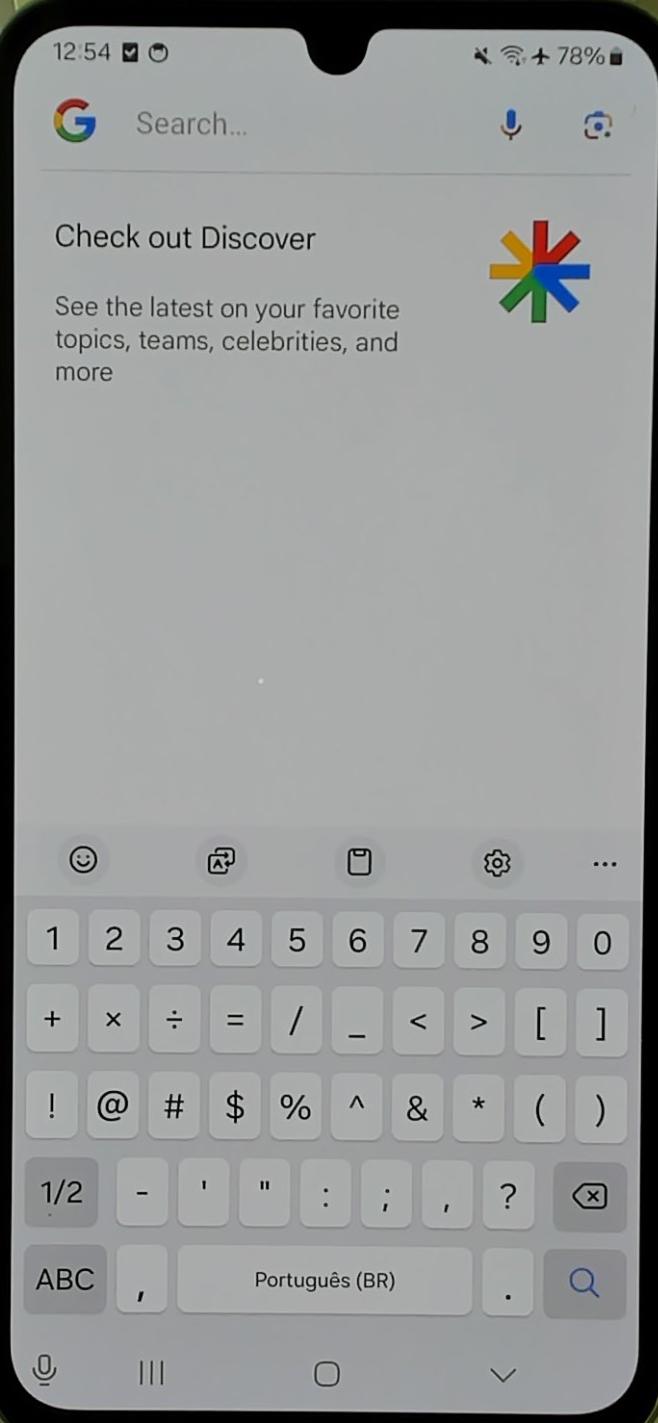 12:54 78%
Search...
Check out Discover
See the latest on your favorite
topics, teams, celebrities, and
more
1 2 3 4 5 6 7 8 9 0
+ × ÷ = / _ < > [ ]
! @ # $ % ^ & * ( )
1/2 - ' " : ; , ?
ABC , Português (BR) .